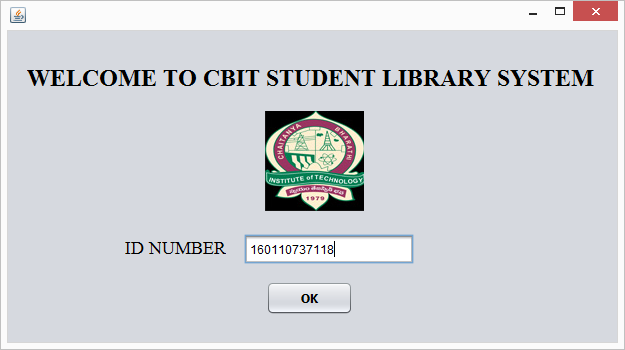 WELCOME TO CBIT STUDENT LIBRARY SYSTEM
CHAITANYA BHARATHI
INSTITUTE of TECHNOLOGY
1979
ID NUMBER 160110737118
OK